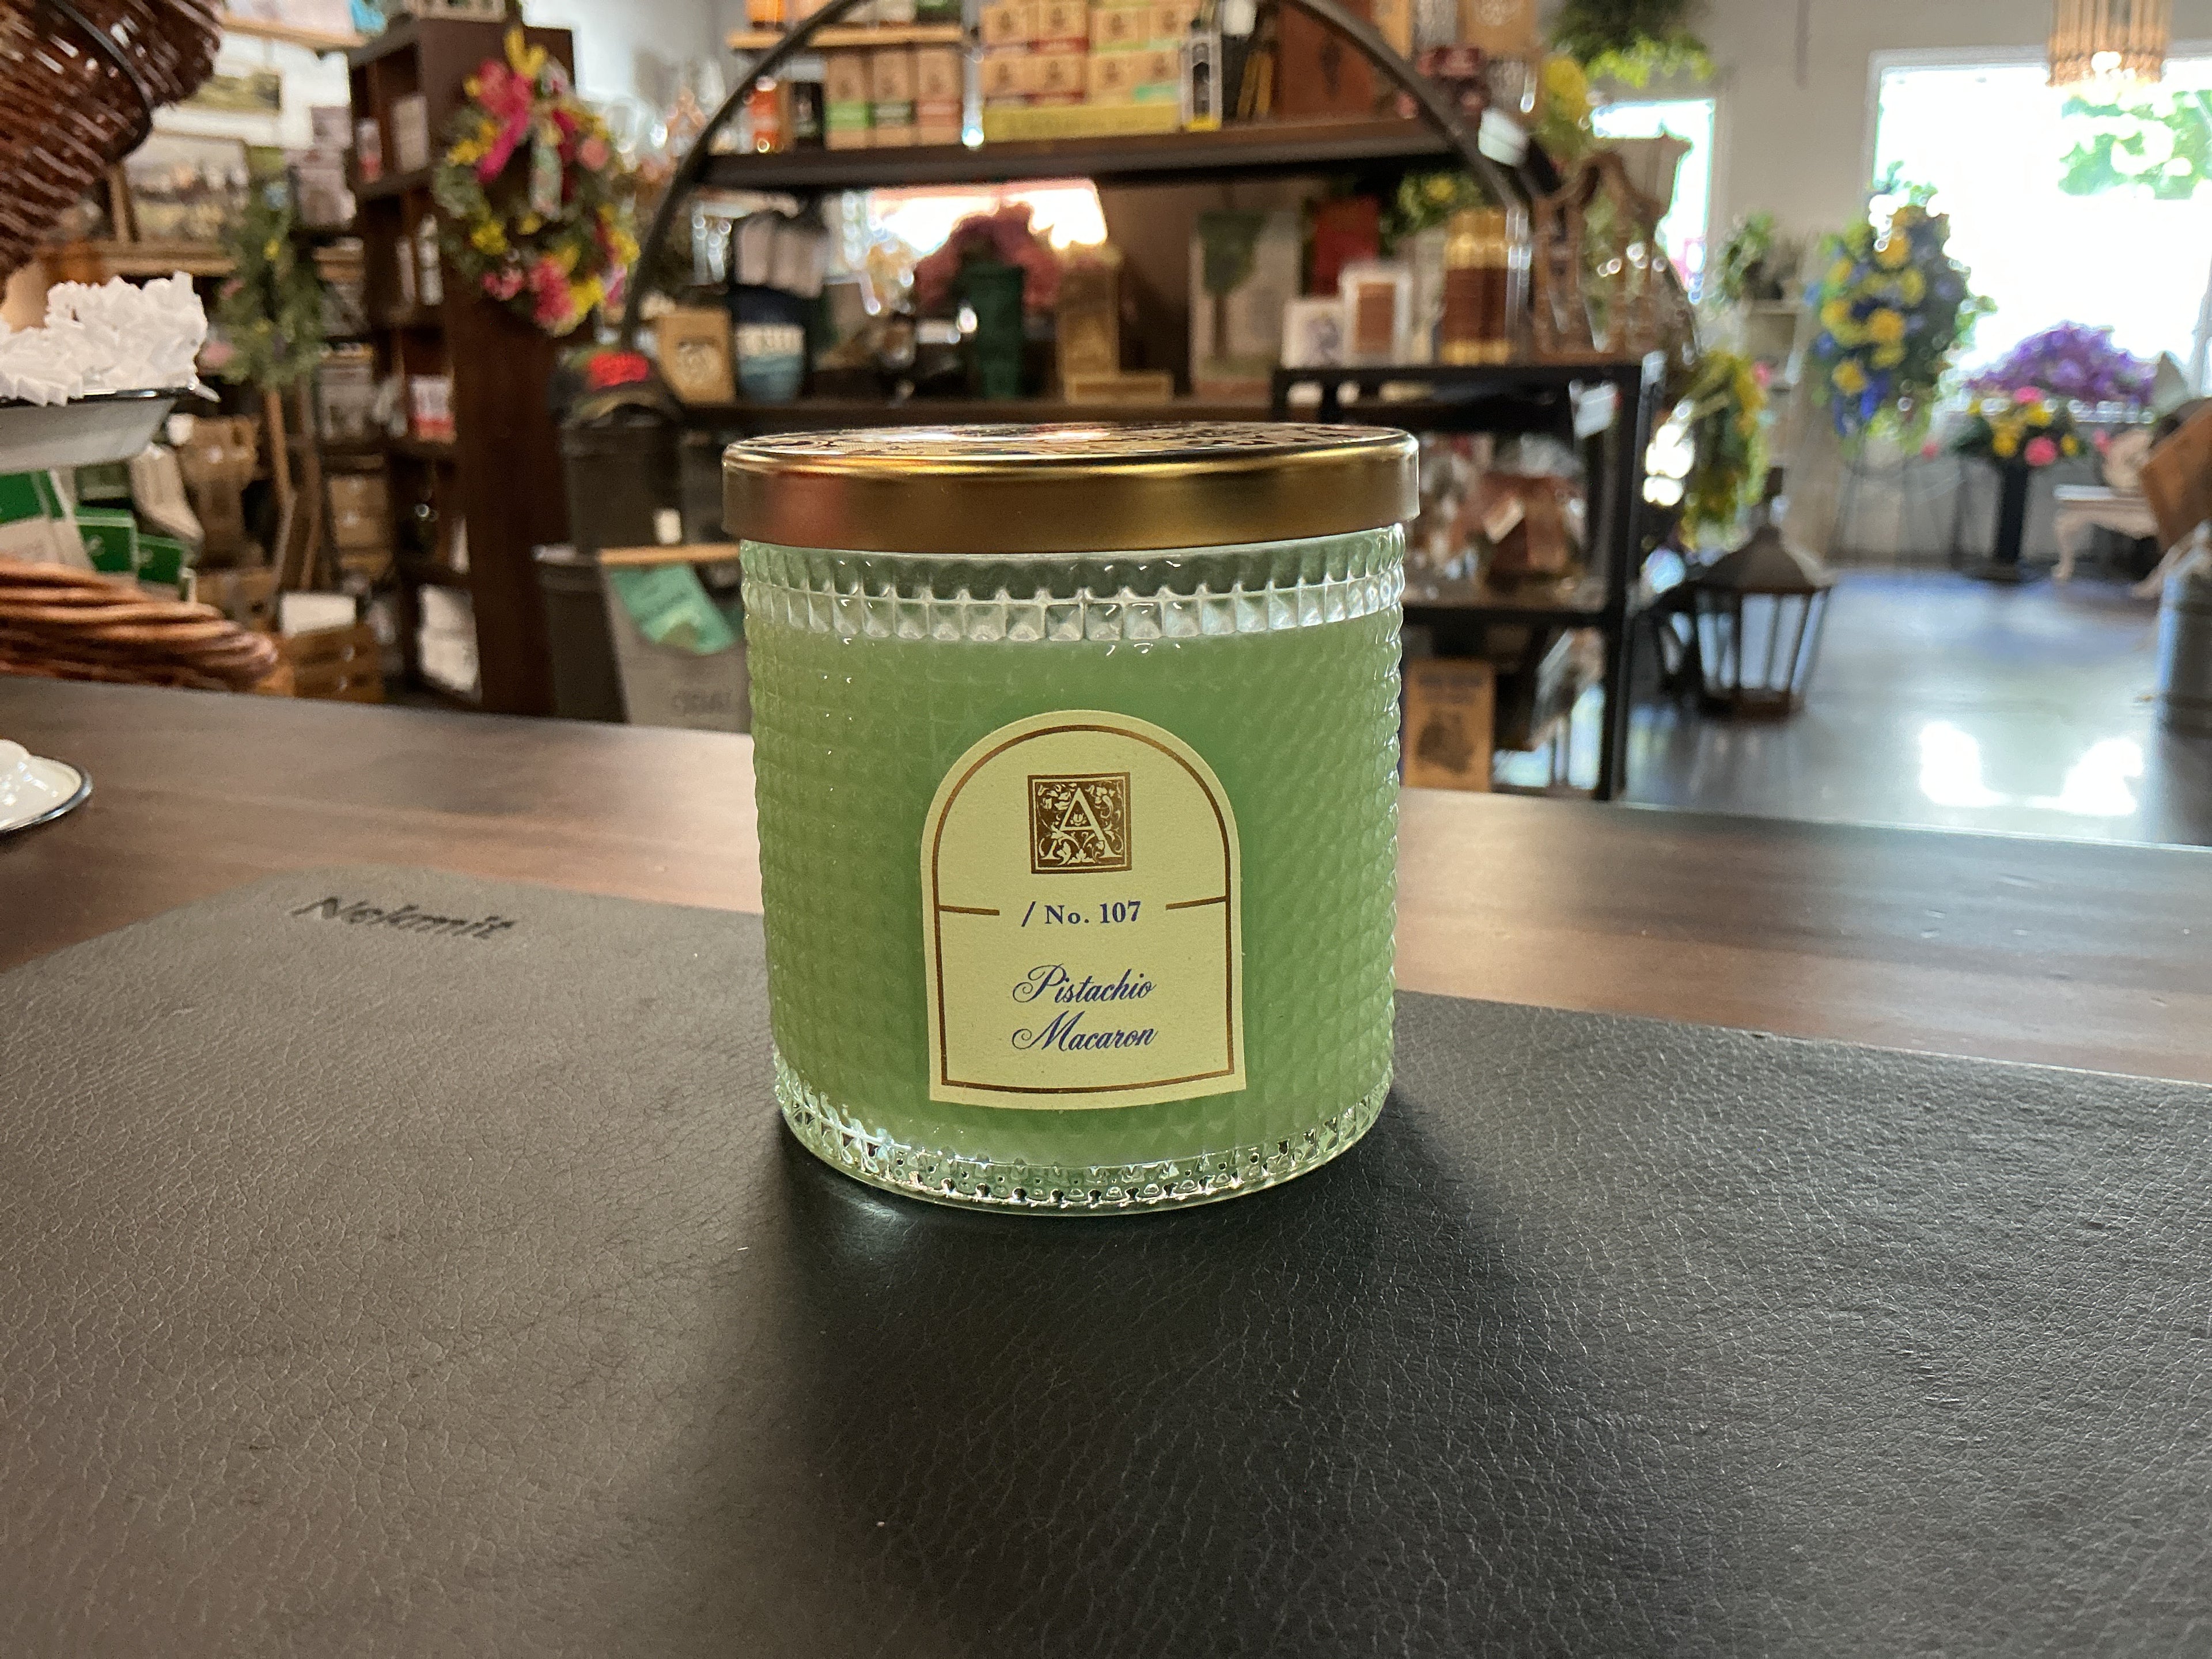 A
/ No. 107
Pistachio
Macaron
Nekmit